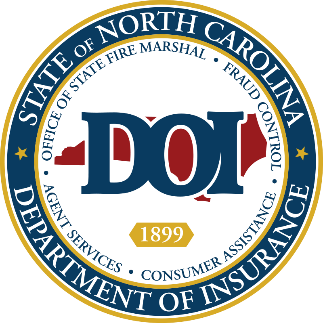 STATE OF NORTH CAROLINA
OFFICE OF STATE FIRE MARSHAL • FRAUD CONTROL •
DOI
1899
• AGENT SERVICES • CONSUMER ASSISTANCE •
DEPARTMENT OF INSURANCE